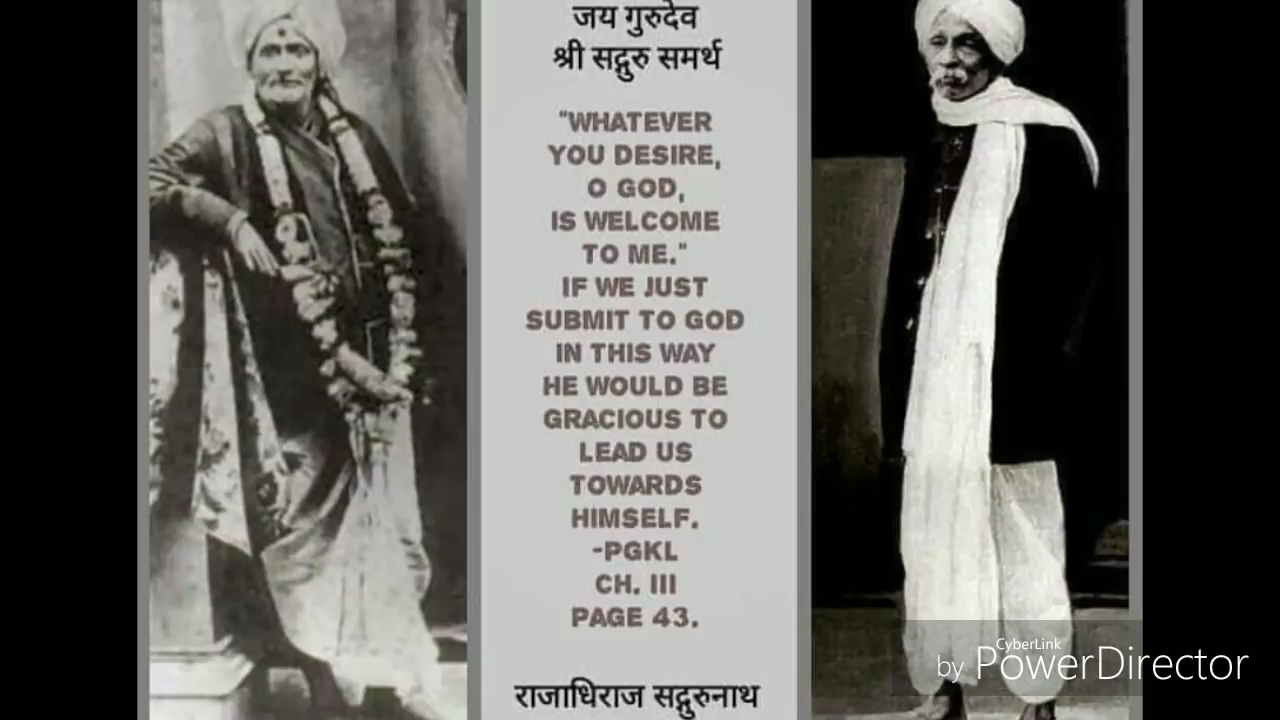 जय गुरुदेव
श्री सद्गुरु समर्थ
"WHATEVER
YOU DESIRE,
O GOD,
IS WELCOME
TO ME."
IF WE JUST
SUBMIT TO GOD
IN THIS WAY
HE WOULD BE
GRACIOUS TO
LEAD US
TOWARDS
HIMSELF.
-PGKL
CH. III
PAGE 43.
राजाधिराज सद्गुरुनाथ
CyberLink
by PowerDirector